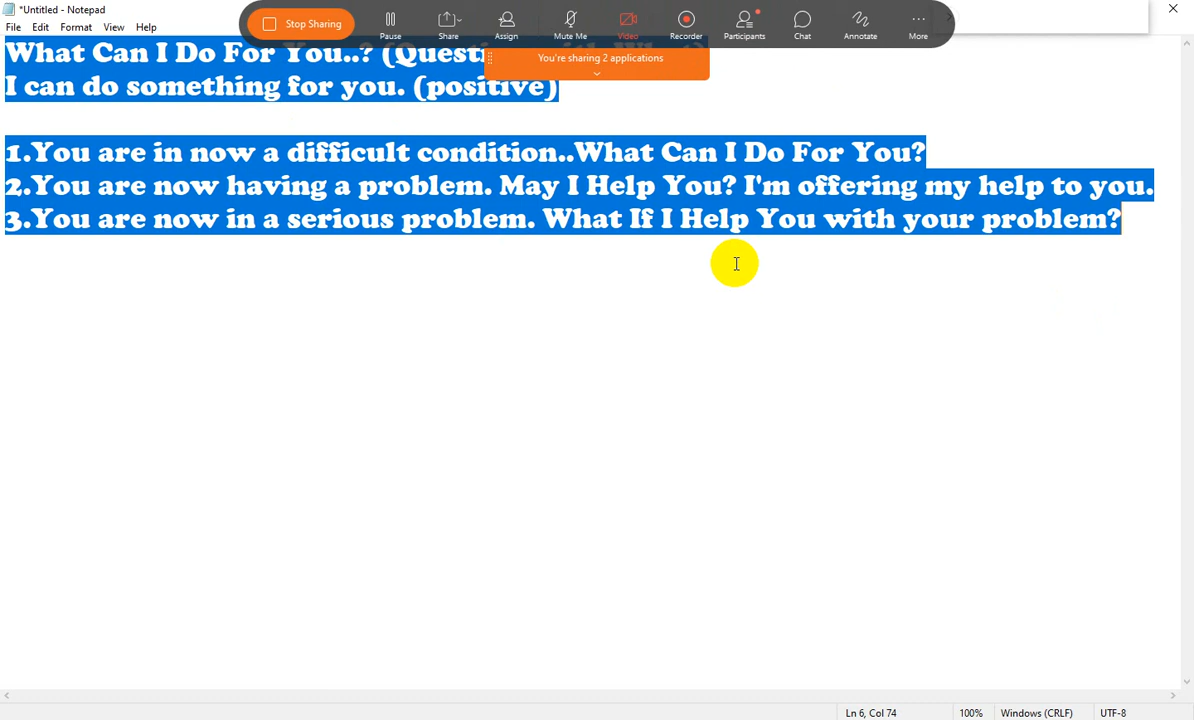 *Untitled - Notepad
File Edit Format View Help
Stop Sharing
Pause Share Assign Mute Me Video Recorder Participants Chat Annotate More
You're sharing 2 applications
What Can I Do For You..?
I can do something for you. (positive)
1.You are in now a difficult condition..What Can I Do For You?
2.You are now having a problem. May I Help You? I'm offering my help to you.
3.You are now in a serious problem. What If I Help You with your problem?
Ln 6, Col 74 100% Windows (CRLF) UTF-8